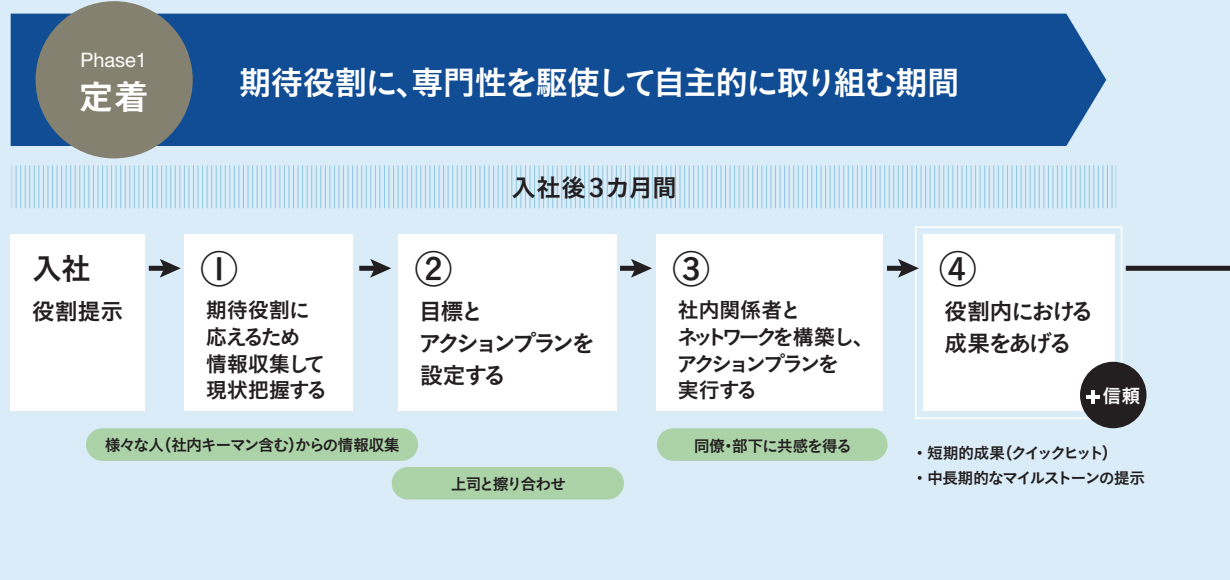 Phase1
定着
期待役割に、専門性を駆使して自主的に取り組む期間
入社後3カ月間
入社
役割提示
①
期待役割に
応えるため
情報収集して
現状把握する
②
目標と
アクションプランを
設定する
③
社内関係者と
ネットワークを構築し、
アクションプランを
実行する
④
役割内における
成果をあげる
+信頼
様々な人(社内キーマン含む)からの情報収集
上司と擦り合わせ
同僚・部下に共感を得る
・短期的成果(クイックヒット)
・中長期的なマイルストーンの提示